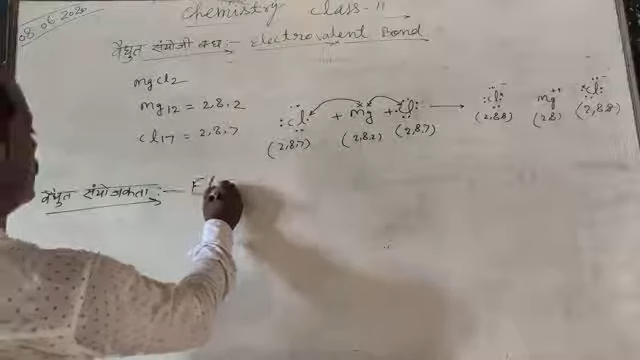 08.06.2020
Chemistry Class-11
वैधुत संयोजी बन्ध :- Electrovalent Bond
MgCl2
Mg12 = 2,8,2
Cl17 = 2,8,7
Cl + Mg + Cl → Cl⁻ Mg⁺⁺ Cl⁻
(2,8,7) (2,8,2) (2,8,7) (2,8,8) (2,8) (2,8,8)
वैधुत संयोजकता :-